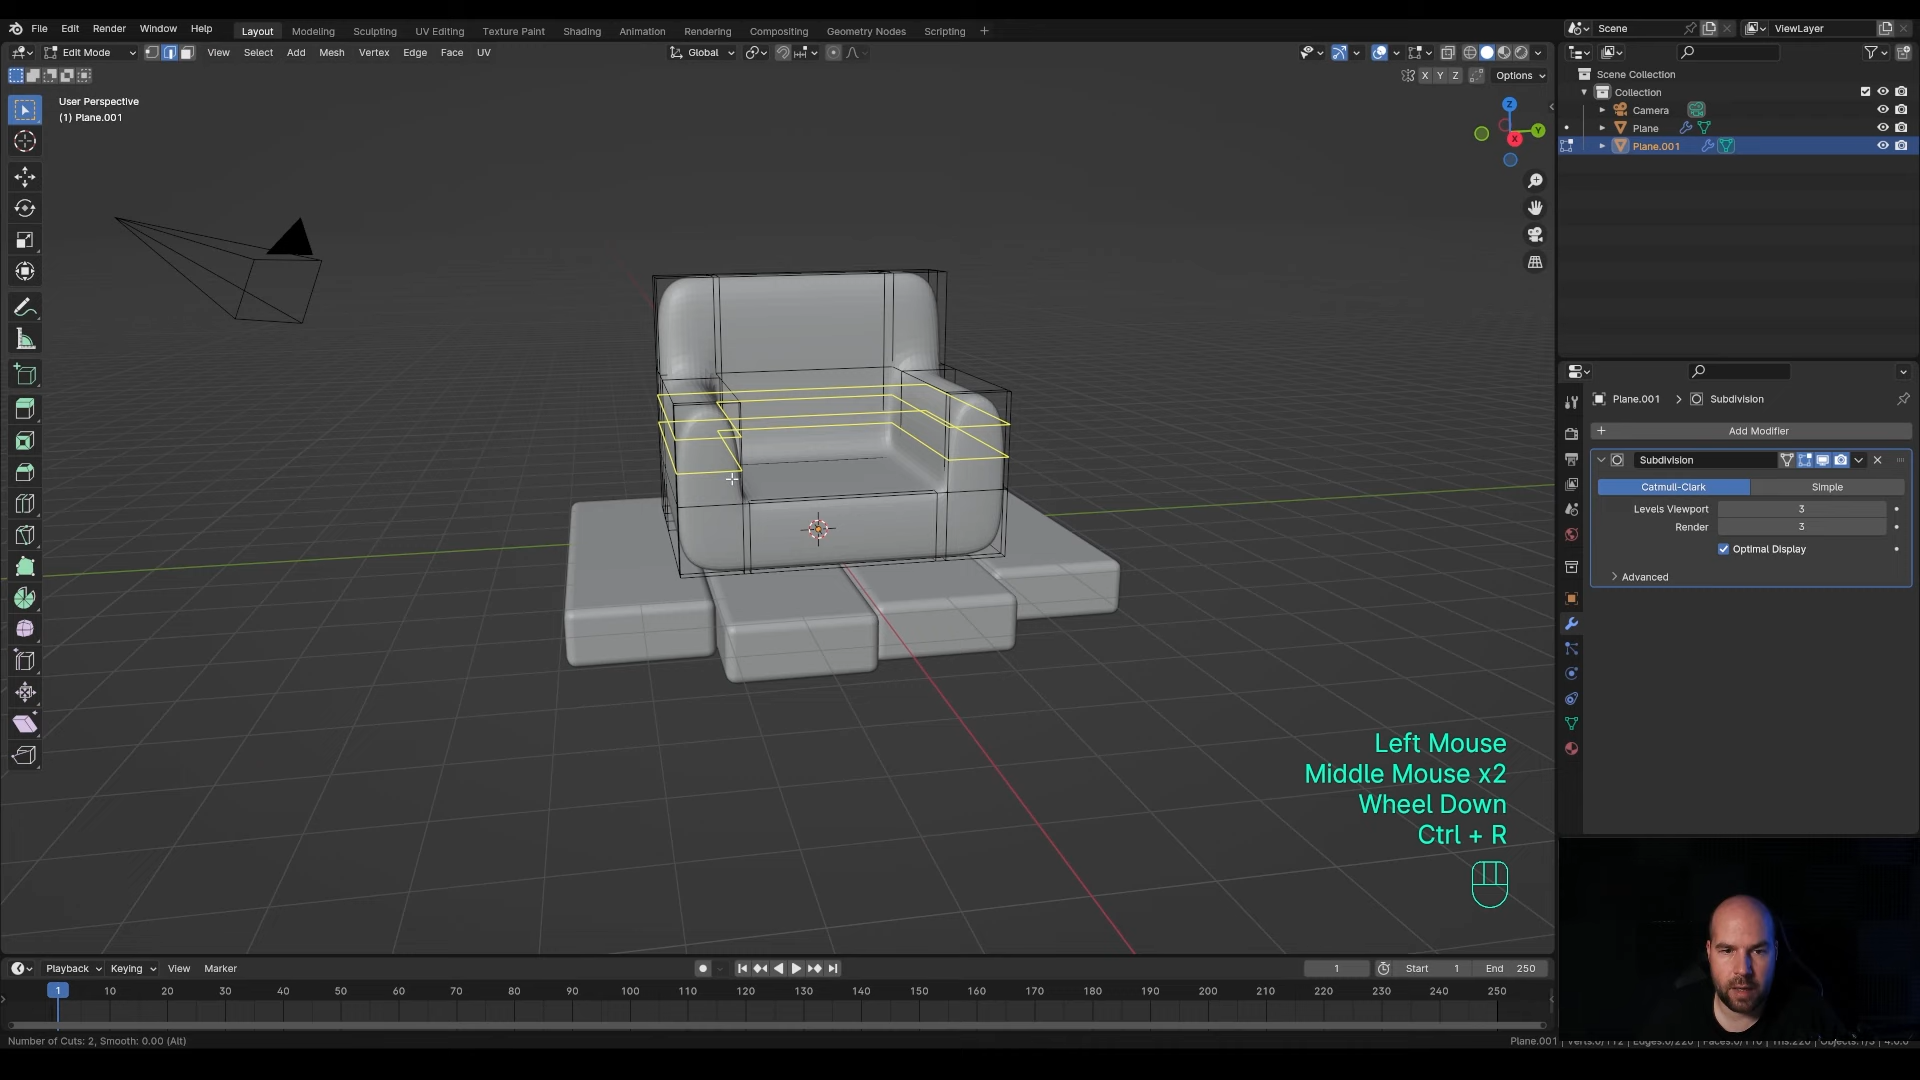 File Edit Render Window Help Layout Modeling Sculpting UV Editing Texture Paint Shading Animation Rendering Compositing Geometry Nodes Scripting + Scene ViewLayer
Edit Mode View Select Add Mesh Vertex Edge Face UV Global
X Y Z Options
Scene Collection
Collection
Camera
Plane
Plane.001
User Perspective
(1) Plane.001
Z
Y
X
Plane.001 > Subdivision
+ Add Modifier
Subdivision
Catmull-Clark Simple
Levels Viewport 3
Render 3
Optimal Display
> Advanced
Left Mouse
Middle Mouse x2
Wheel Down
Ctrl + R
Playback Keying View Marker 1 Start 1 End 250
1 10 20 30 40 50 60 70 80 90 100 110 120 130 140 150 160 170 180 190 200 210 220 230 240 250
Number of Cuts: 2, Smooth: 0.00 (Alt) Plane.001